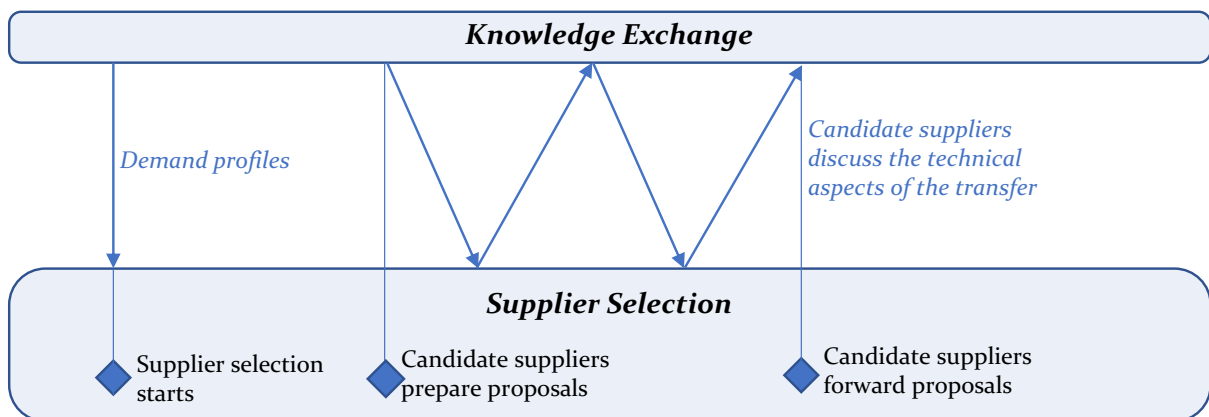 Knowledge Exchange
Demand profiles
Candidate suppliers
discuss the technical
aspects of the transfer
Supplier Selection
Supplier selection
starts
Candidate suppliers
prepare proposals
Candidate suppliers
forward proposals